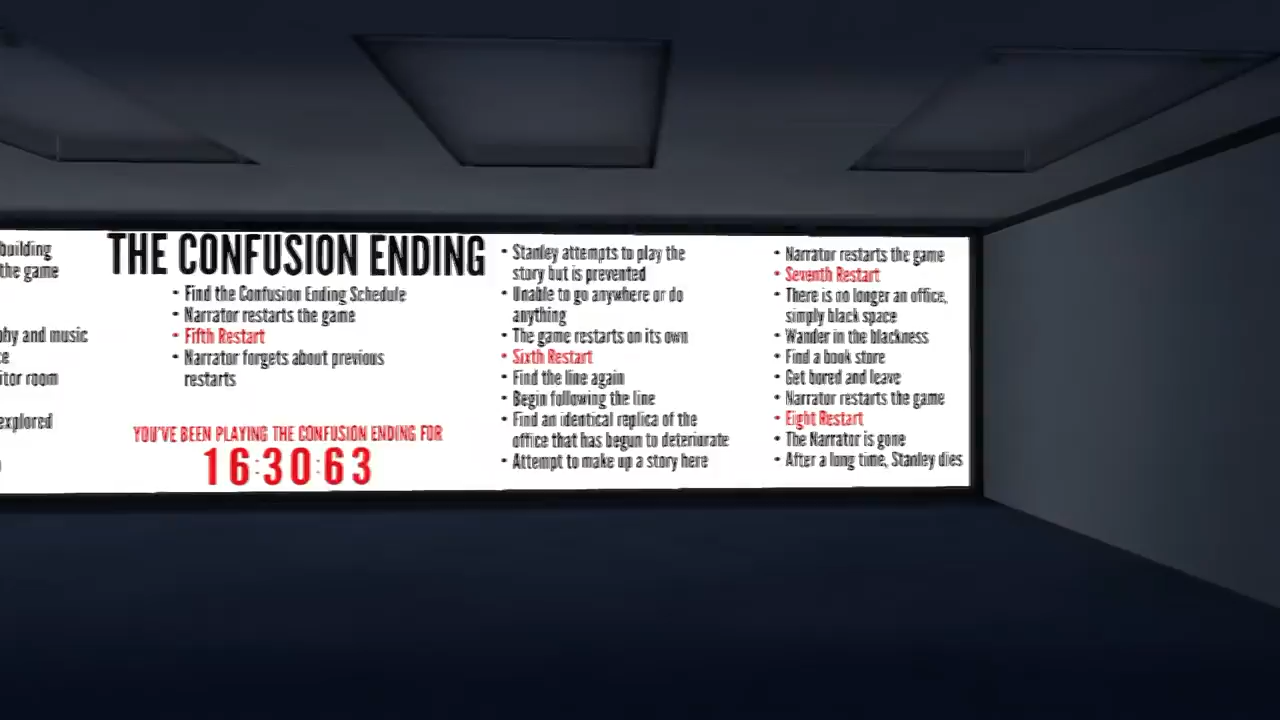 building
the game
phy and music
itor room
explored
THE CONFUSION ENDING
• Find the Confusion Ending Schedule
• Narrator restarts the game
• Fifth Restart
• Narrator forgets about previous
restarts
YOU'VE BEEN PLAYING THE CONFUSION ENDING FOR
16:30:63
• Stanley attempts to play the
story but is prevented
• Unable to go anywhere or do
anything
• The game restarts on its own
• Sixth Restart
• Find the line again
• Begin following the line
• Find an identical replica of the
office that has begun to deteriorate
• Attempt to make up a story here
• Narrator restarts the game
• Seventh Restart
• There is no longer an office,
simply black space
• Wander in the blackness
• Find a book store
• Get bored and leave
• Narrator restarts the game
• Eight Restart
• The Narrator is gone
• After a long time, Stanley dies